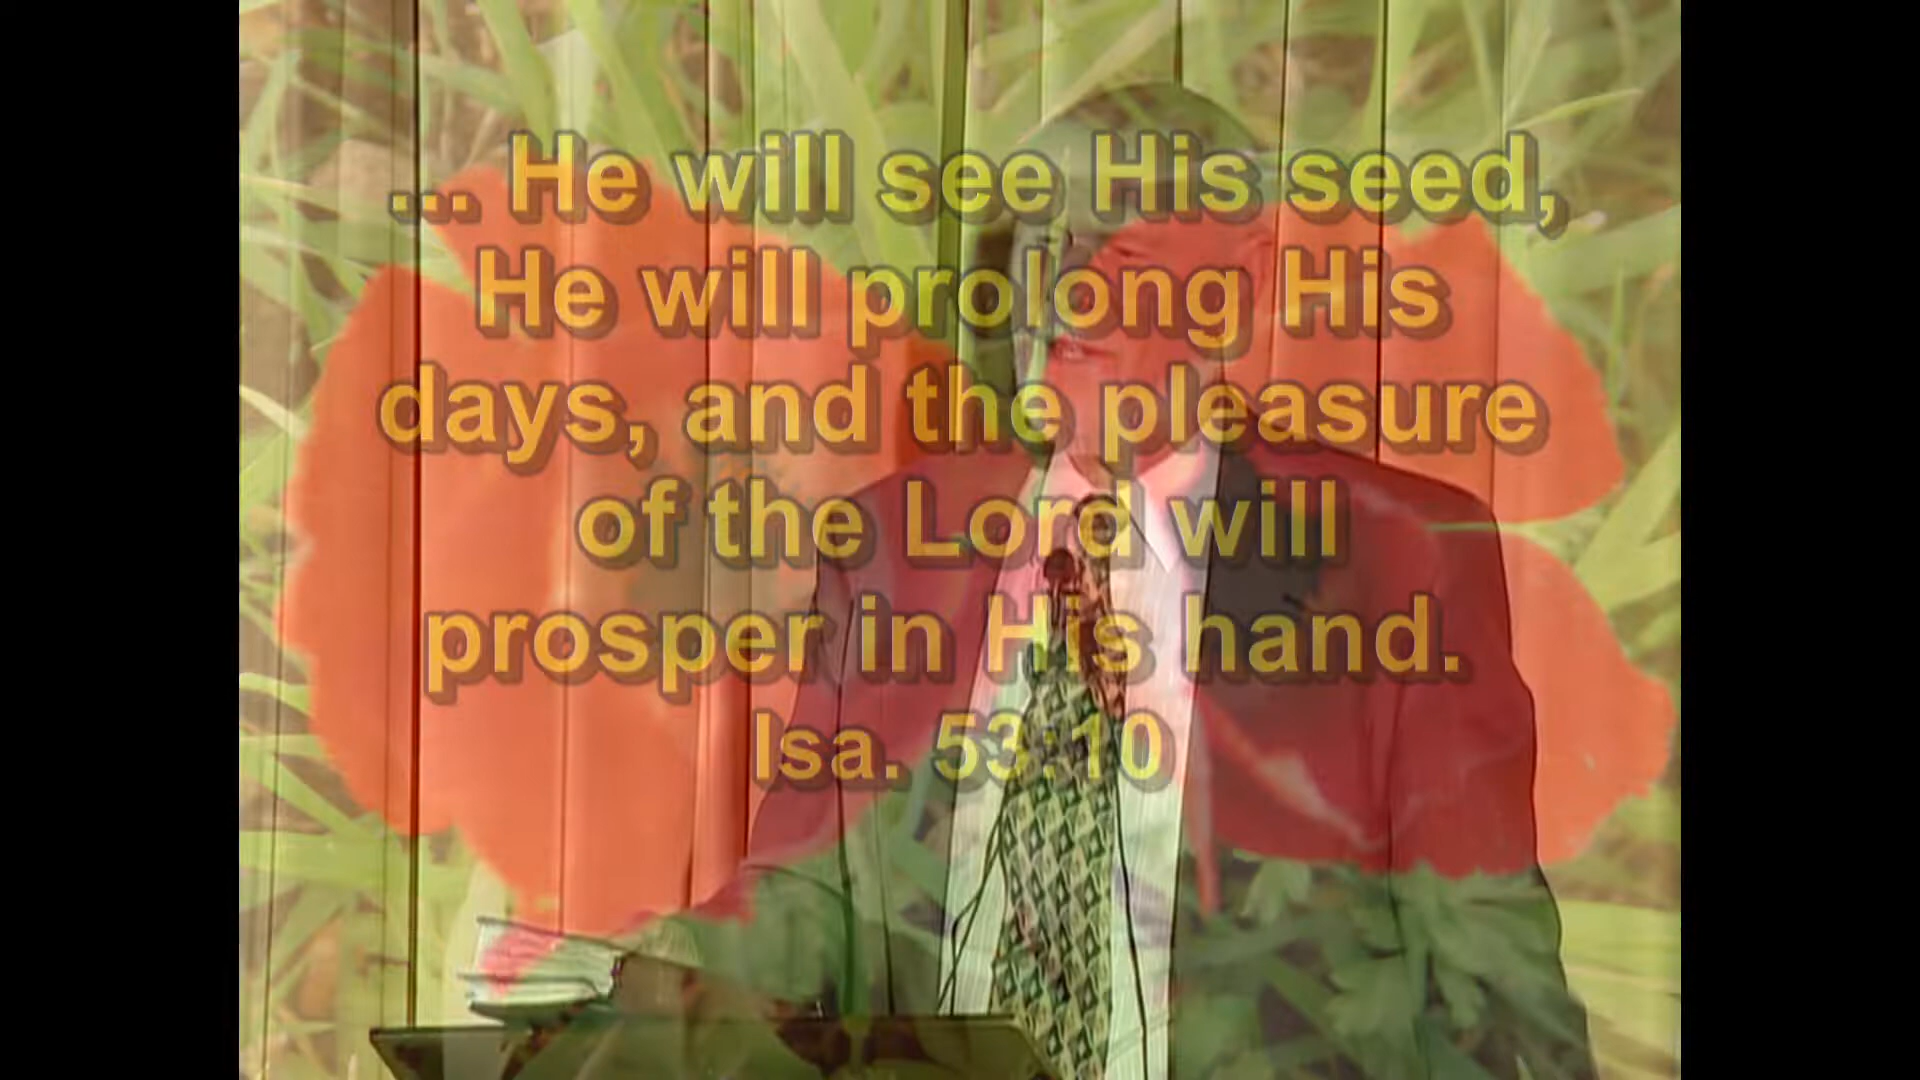 ... He will see His seed,
He will prolong His
days, and the pleasure
of the Lord will
prosper in His hand.
Isa. 53:10